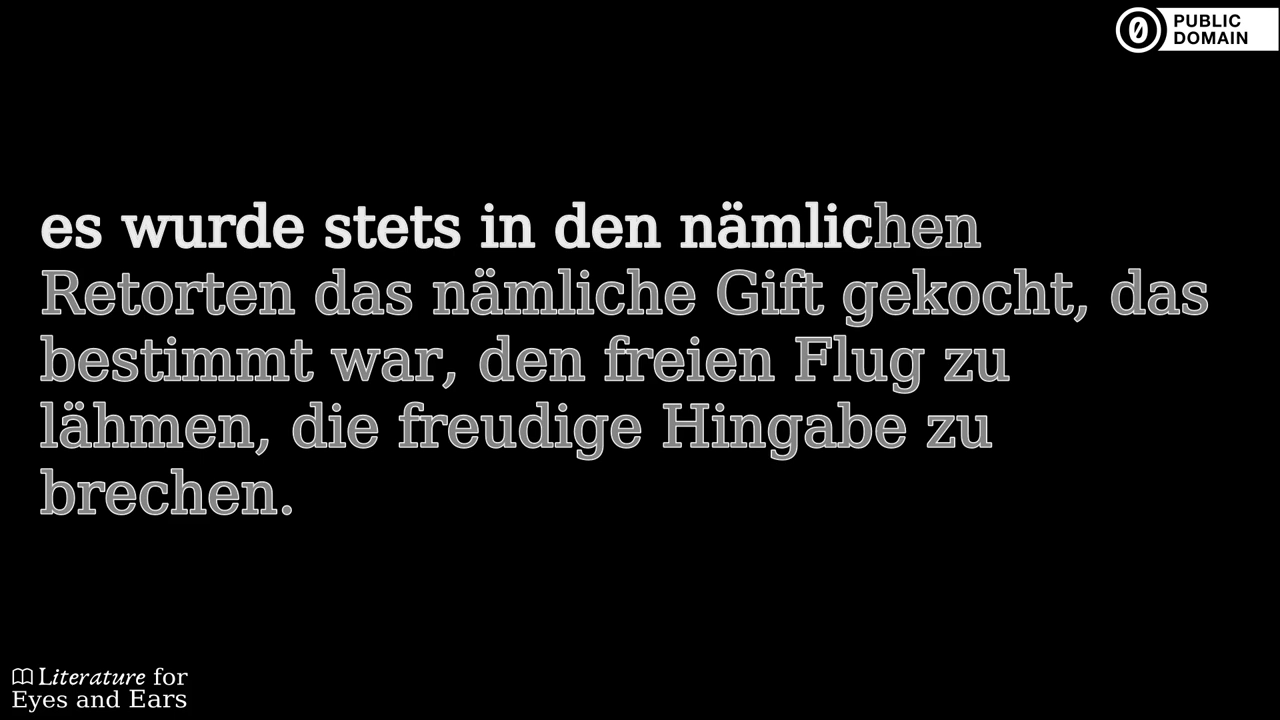 PUBLIC
DOMAIN
es wurde stets in den nämlichen
Retorten das nämliche Gift gekocht, das
bestimmt war, den freien Flug zu
lähmen, die freudige Hingabe zu
brechen.
Literature for
Eyes and Ears